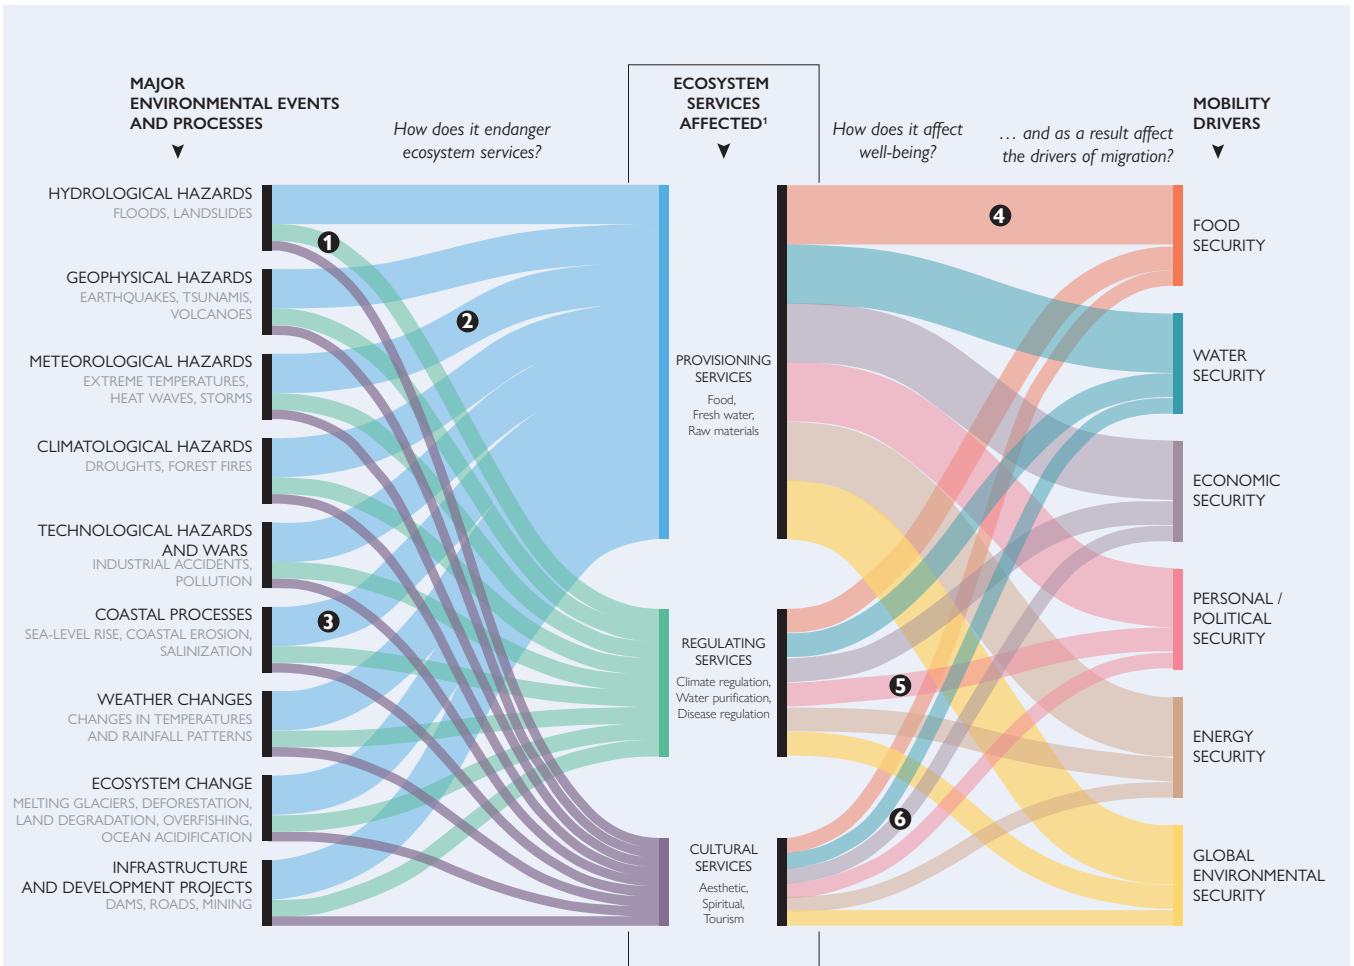 MAJOR
ENVIRONMENTAL EVENTS
AND PROCESSES
How does it endanger
ecosystem services?
ECOSYSTEM
SERVICES
AFFECTED¹
How does it affect
well-being?
... and as a result affect
the drivers of migration?
MOBILITY
DRIVERS
HYDROLOGICAL HAZARDS
FLOODS, LANDSLIDES
GEOPHYSICAL HAZARDS
EARTHQUAKES, TSUNAMIS,
VOLCANOES
METEOROLOGICAL HAZARDS
EXTREME TEMPERATURES,
HEAT WAVES, STORMS
CLIMATOLOGICAL HAZARDS
DROUGHTS, FOREST FIRES
TECHNOLOGICAL HAZARDS
AND WARS
INDUSTRIAL ACCIDENTS,
POLLUTION
COASTAL PROCESSES
SEA-LEVEL RISE, COASTAL EROSION,
SALINIZATION
WEATHER CHANGES
CHANGES IN TEMPERATURES
AND RAINFALL PATTERNS
ECOSYSTEM CHANGE
MELTING GLACIERS, DEFORESTATION,
LAND DEGRADATION, OVERFISHING,
OCEAN ACIDIFICATION
INFRASTRUCTURE
AND DEVELOPMENT PROJECTS
DAMS, ROADS, MINING
1
2
3
PROVISIONING
SERVICES
Food,
Fresh water,
Raw materials
REGULATING
SERVICES
Climate regulation,
Water purification,
Disease regulation
CULTURAL
SERVICES
Aesthetic,
Spiritual,
Tourism
4
5
6
FOOD
SECURITY
WATER
SECURITY
ECONOMIC
SECURITY
PERSONAL /
POLITICAL
SECURITY
ENERGY
SECURITY
GLOBAL
ENVIRONMENTAL
SECURITY